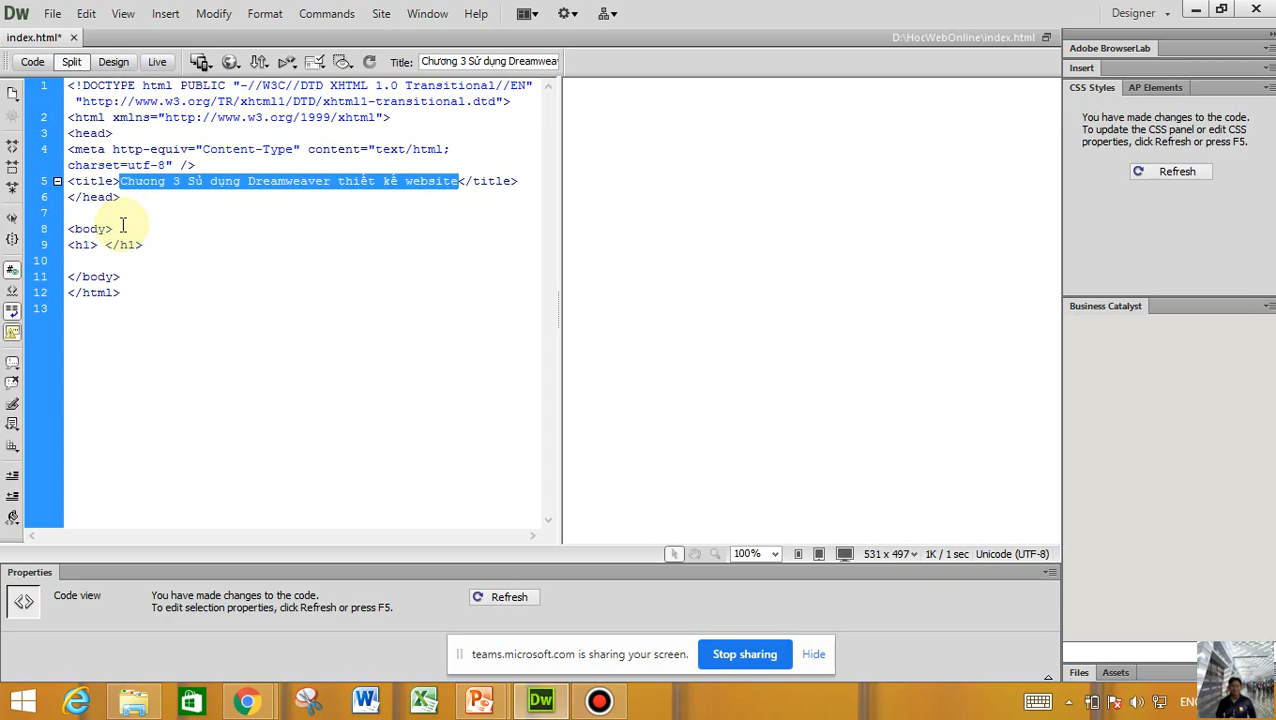 Dw File Edit View Insert Modify Format Commands Site Window Help Designer
index.html* D:\HocWebOnline\index.html
Adobe BrowserLab
Code Split Design Live Title: Chương 3 Sử dụng Dreamwea
Insert
CSS Styles AP Elements
1 <!DOCTYPE html PUBLIC "-//W3C//DTD XHTML 1.0 Transitional//EN"
"http://www.w3.org/TR/xhtml1/DTD/xhtml1-transitional.dtd">
2 <html xmlns="http://www.w3.org/1999/xhtml">
3 <head>
4 <meta http-equiv="Content-Type" content="text/html;
charset=utf-8" />
5 <title>Chương 3 Sử dụng Dreamweaver thiết kế website</title>
6 </head>
7
8 <body>
9 <h1> </h1>
10
11 </body>
12 </html>
13
You have made changes to the code.
To update the CSS panel or edit CSS
properties, click Refresh or press F5.
Refresh
Business Catalyst
100% 531 x 497 1K / 1 sec Unicode (UTF-8)
Properties
Code view You have made changes to the code.
To edit selection properties, click Refresh or press F5.
Refresh
teams.microsoft.com is sharing your screen. Stop sharing Hide
Files Assets
Dw